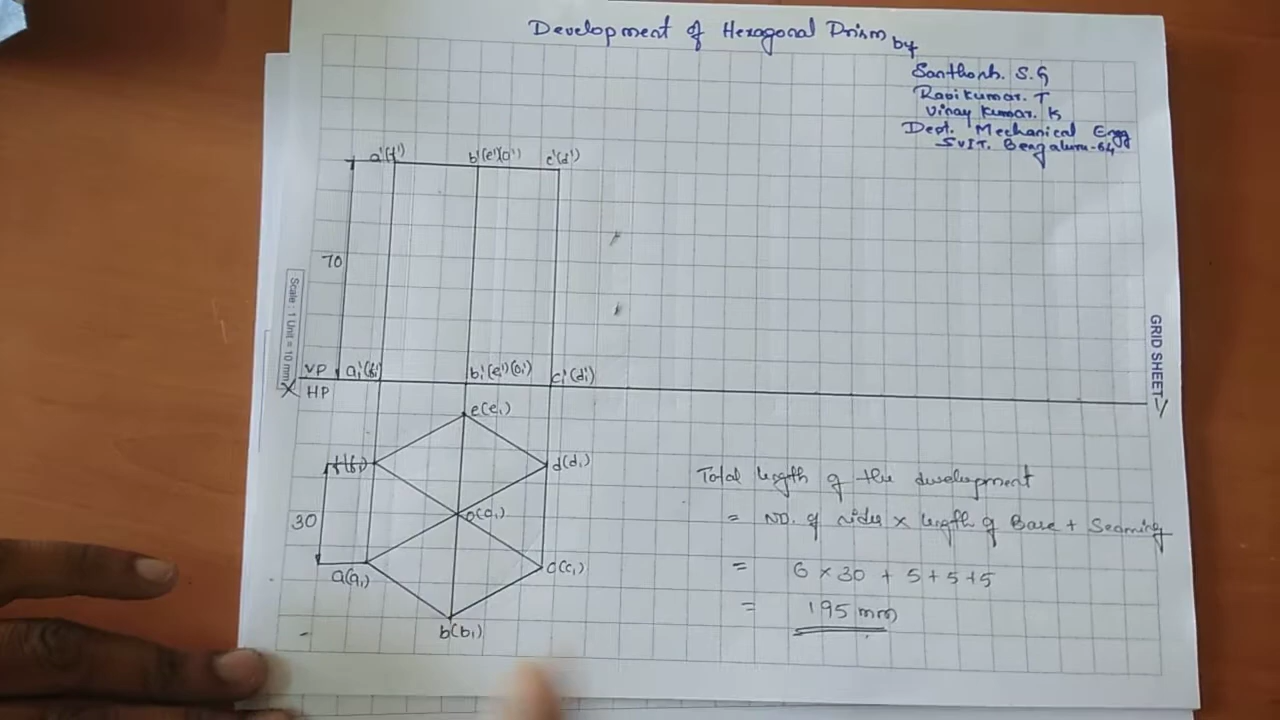 Development of Hexagonal Prism by
Santhosh. S.G
Ravikumar. T
Vinay Kumar. K
Dept. Mechanical Engg
SVIT. Bengaluru-64
a'(f') b'(e')(o') c'(d')
70
Scale : 1 Unit = 10 mm
GRID SHEET
VP a₁'(f₁') b₁'(e₁')(o₁') c₁'(d₁')
X HP Y
e(e₁)
f(f₁) d(d₁)
Total length of the development
30 o(o₁)
= NO. of sides × length of Base + Seaming
a(a₁) c(c₁)
= 6 × 30 + 5+5+5
= 195 mm
b(b₁)